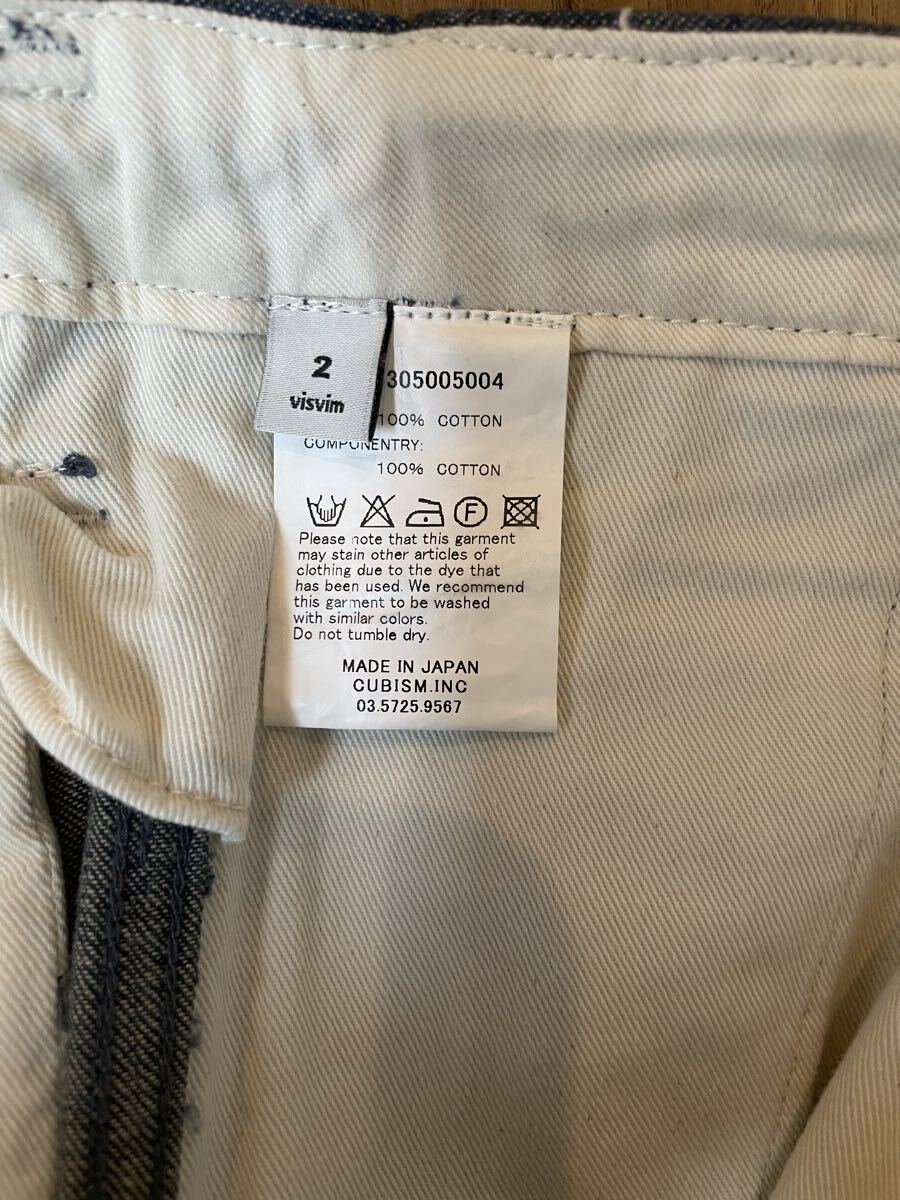 2
visvim
305005004
100% COTTON
COMPONENTRY:
100% COTTON
F
Please note that this garment
may stain other articles of
clothing due to the dye that
has been used. We recommend
this garment to be washed
with similar colors.
Do not tumble dry.
MADE IN JAPAN
CUBISM.INC
03.5725.9567